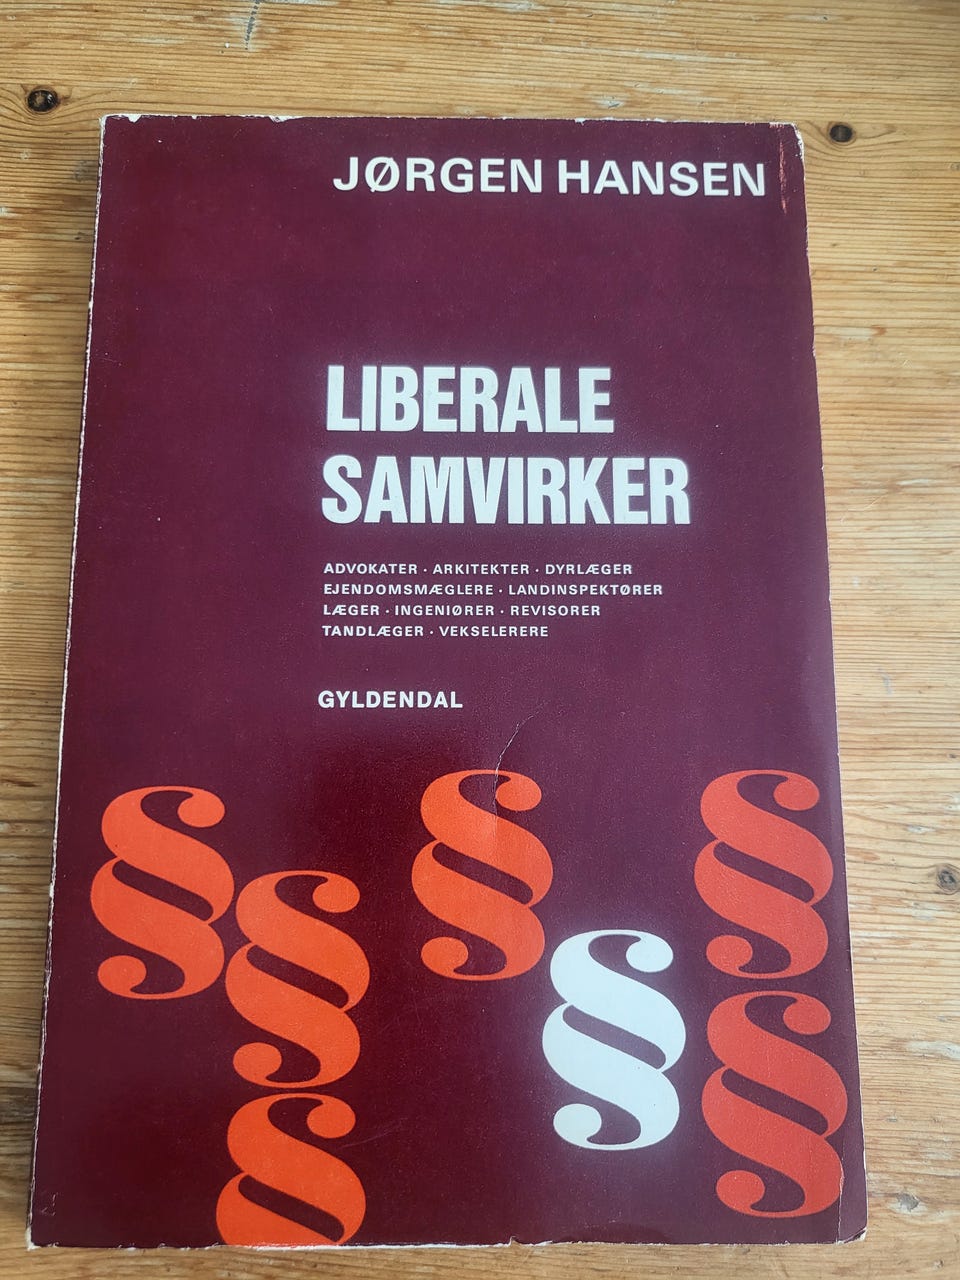 JØRGEN HANSEN
LIBERALE
SAMVIRKER
ADVOKATER · ARKITEKTER · DYRLÆGER
EJENDOMSMÆGLERE · LANDINSPEKTØRER
LÆGER · INGENIØRER · REVISORER
TANDLÆGER · VEKSELERERE
GYLDENDAL
§ § §
§ §
§ §